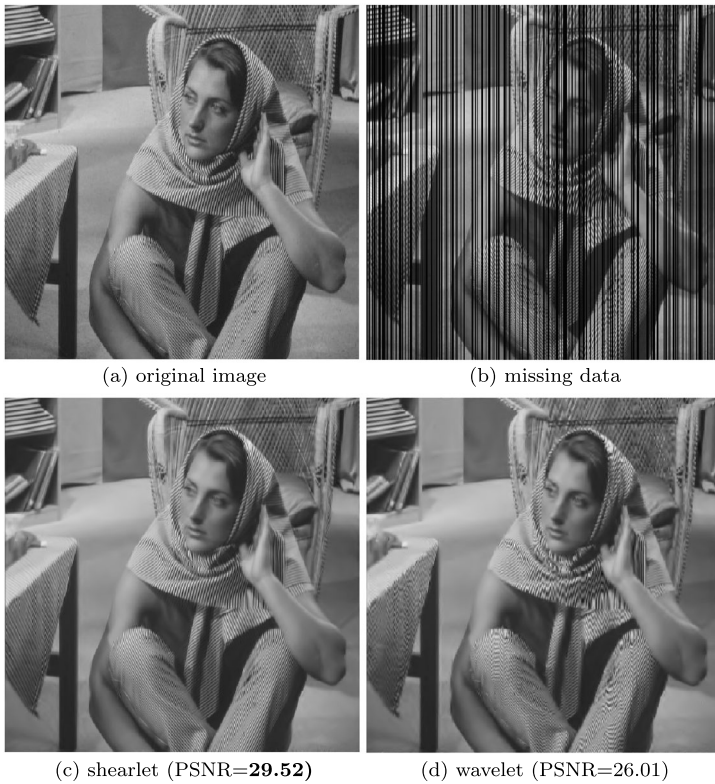 (a) original image
(b) missing data
(c) shearlet (PSNR=29.52)
(d) wavelet (PSNR=26.01)